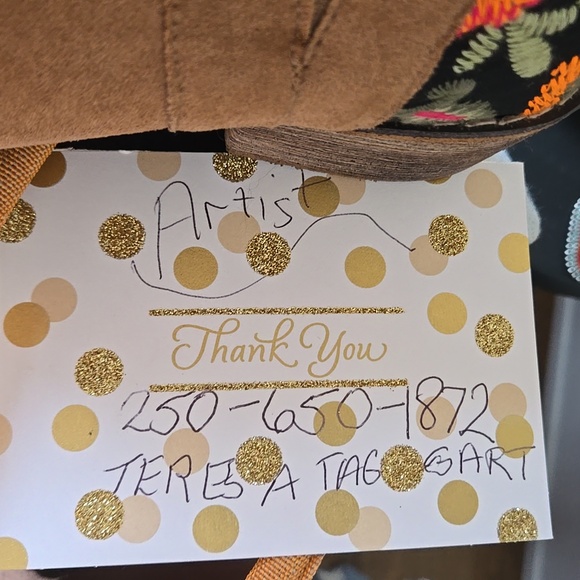 Artist
Thank You
250-650-1872
TERESA TAGGART